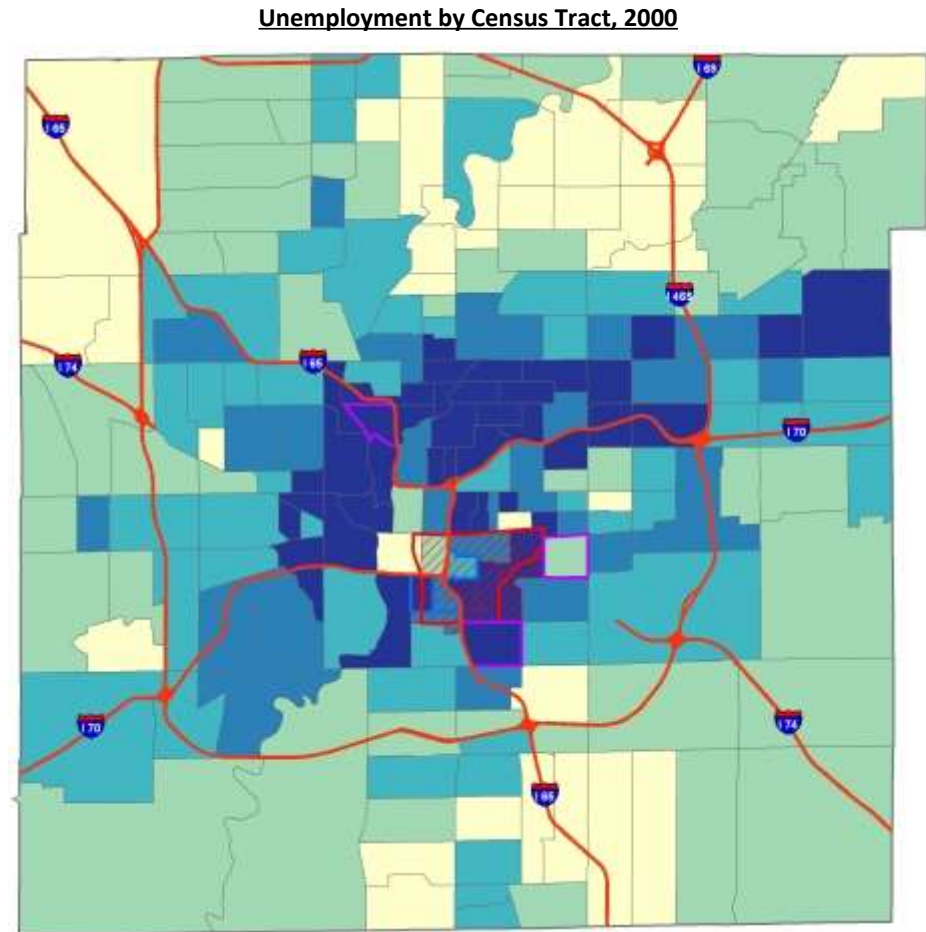 Unemployment by Census Tract, 2000
I 69
I 65
I 465
I 74
I 65
I 70
I 70
I 74
I 65